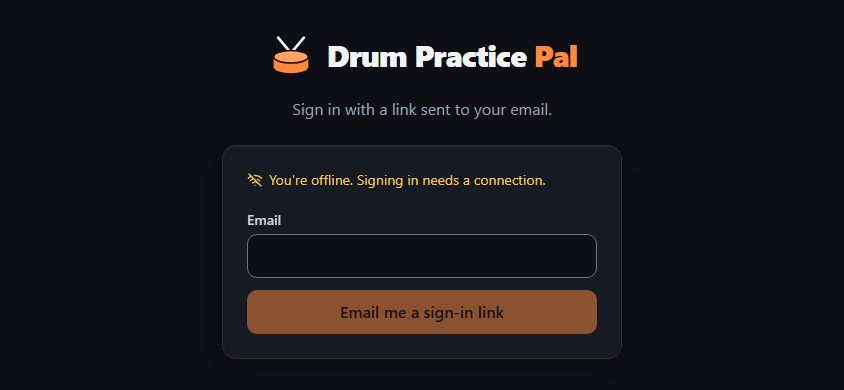 Drum Practice Pal
Sign in with a link sent to your email.
You're offline. Signing in needs a connection.
Email
Email me a sign-in link